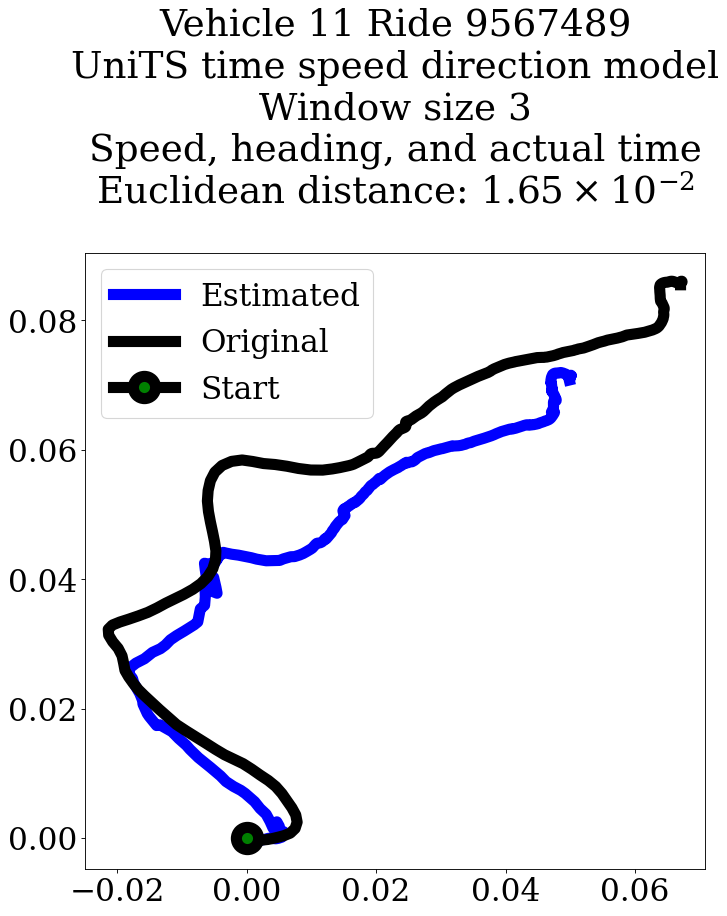 Vehicle 11 Ride 9567489
UniTS time speed direction model
Window size 3
Speed, heading, and actual time
Euclidean distance: 1.65 × 10⁻²
Estimated
Original
Start
0.08
0.06
0.04
0.02
0.00
−0.02 0.00 0.02 0.04 0.06